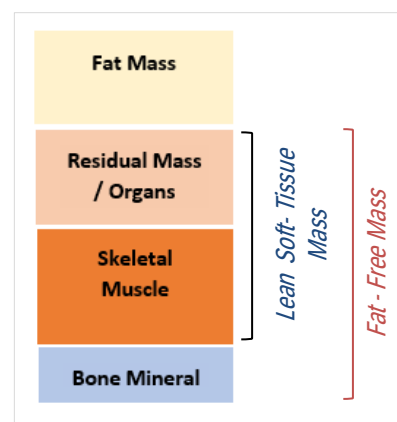 Fat Mass
Residual Mass
/ Organs
Skeletal
Muscle
Bone Mineral
Lean Soft- Tissue
Mass
Fat - Free Mass